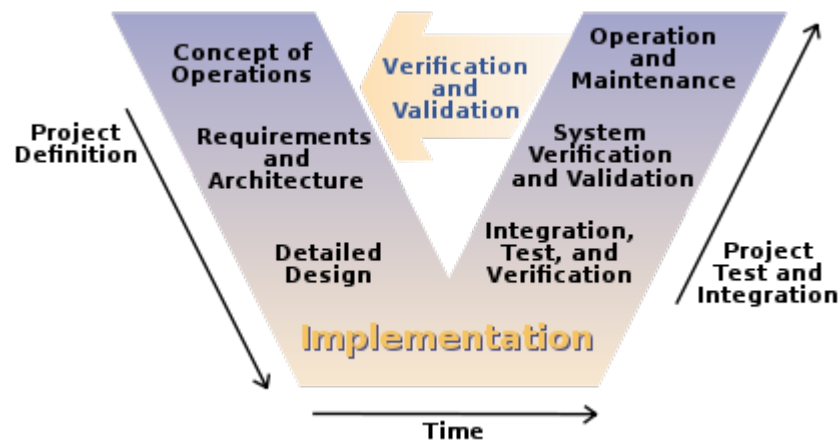 Concept of
Operations
Verification
and
Validation
Operation
and
Maintenance
Project
Definition
Requirements
and
Architecture
System
Verification
and Validation
Detailed
Design
Integration,
Test, and
Verification
Project
Test and
Integration
Implementation
Time